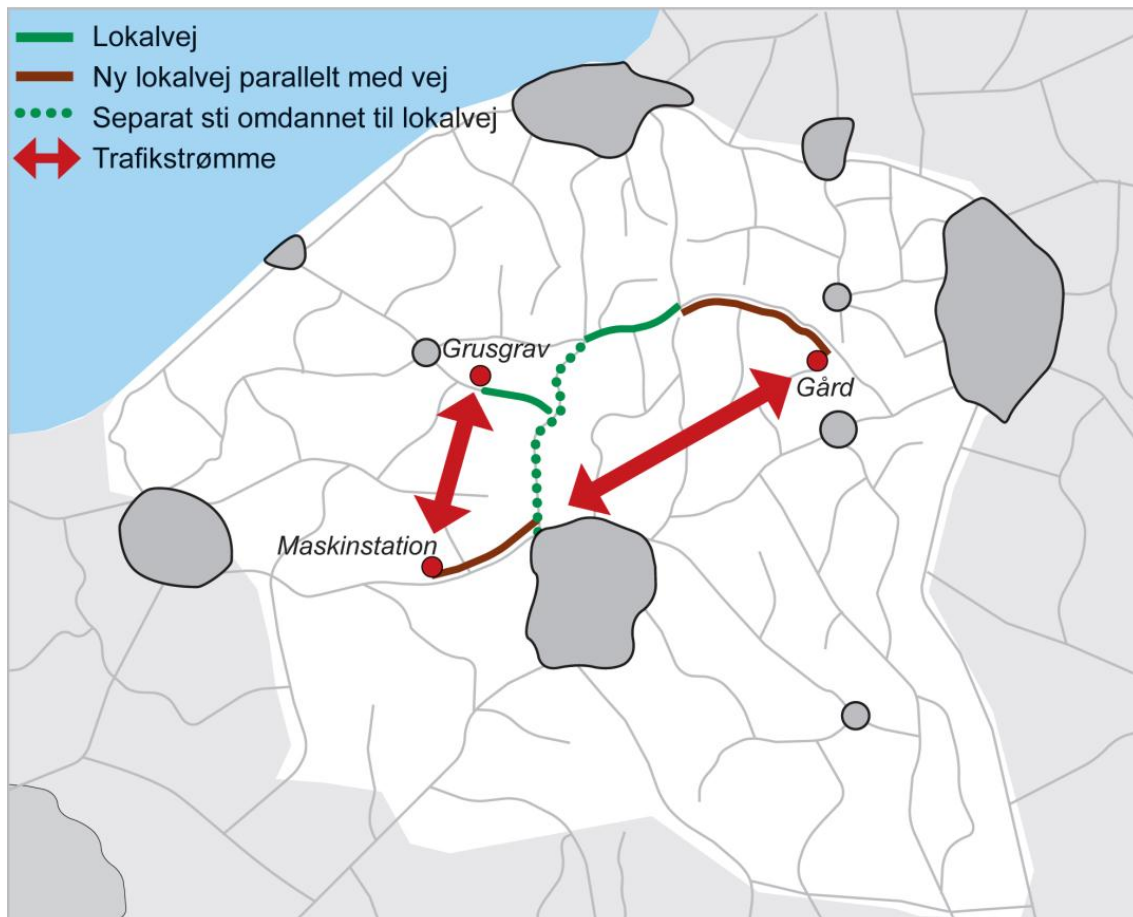 Lokalvej
Ny lokalvej parallelt med vej
Separat sti omdannet til lokalvej
Trafikstrømme
Grusgrav
Gård
Maskinstation